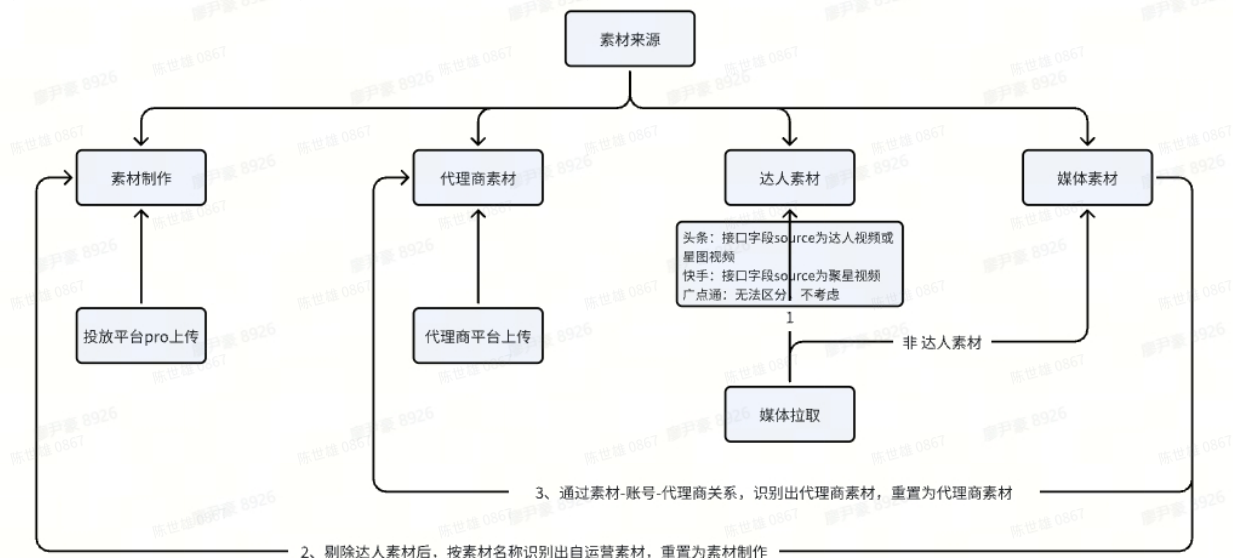 素材来源
素材制作
代理商素材
达人素材
媒体素材
头条：接口字段source为达人视频或
星图视频
快手：接口字段source为聚星视频
广点通：无法区分，不考虑
投放平台pro上传
代理商平台上传
1
非 达人素材
媒体拉取
3、通过素材-账号-代理商关系，识别出代理商素材，重置为代理商素材
2、剔除达人素材后，按素材名称识别出自运营素材，重置为素材制作
廖尹豪 8926
陈世雄 0867